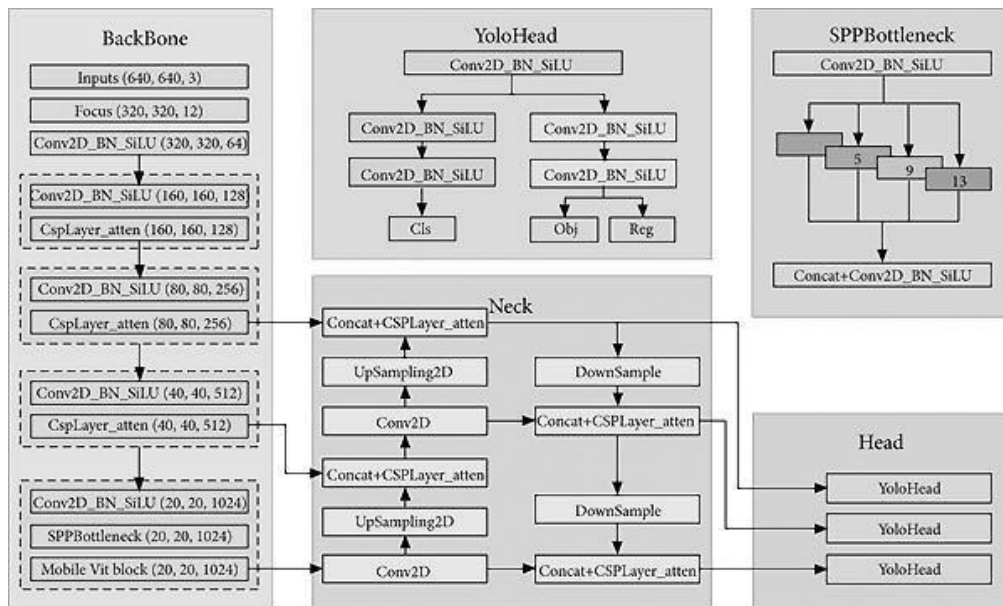 BackBone
Inputs (640, 640, 3)
Focus (320, 320, 12)
Conv2D_BN_SiLU (320, 320, 64)
Conv2D_BN_SiLU (160, 160, 128)
CspLayer_atten (160, 160, 128)
Conv2D_BN_SiLU (80, 80, 256)
CspLayer_atten (80, 80, 256)
Conv2D_BN_SiLU (40, 40, 512)
CspLayer_atten (40, 40, 512)
Conv2D_BN_SiLU (20, 20, 1024)
SPPBottleneck (20, 20, 1024)
Mobile Vit block (20, 20, 1024)
YoloHead
Conv2D_BN_SiLU
Conv2D_BN_SiLU
Conv2D_BN_SiLU
Conv2D_BN_SiLU
Conv2D_BN_SiLU
Cls
Obj
Reg
SPPBottleneck
Conv2D_BN_SiLU
5
9
13
Concat+Conv2D_BN_SiLU
Neck
Concat+CSPLayer_atten
UpSampling2D
Conv2D
Concat+CSPLayer_atten
UpSampling2D
Conv2D
DownSample
Concat+CSPLayer_atten
DownSample
Concat+CSPLayer_atten
Head
YoloHead
YoloHead
YoloHead